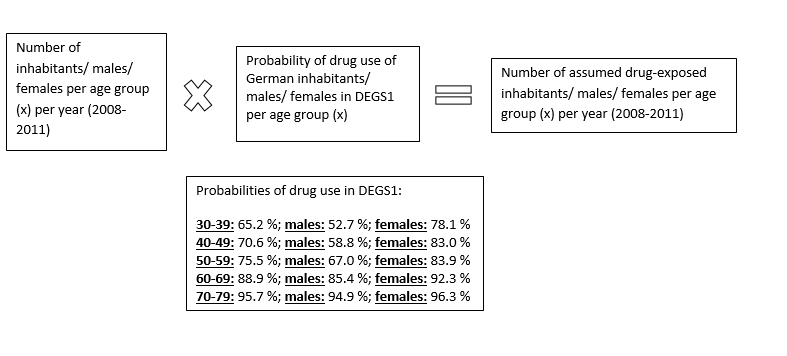 Number of
inhabitants/ males/
females per age group
(x) per year (2008-
2011)
Probability of drug use of
German inhabitants/
males/ females in DEGS1
per age group (x)
Number of assumed drug-exposed
inhabitants/ males/ females per age
group (x) per year (2008-2011)
Probabilities of drug use in DEGS1:
30-39: 65.2 %; males: 52.7 %; females: 78.1 %
40-49: 70.6 %; males: 58.8 %; females: 83.0 %
50-59: 75.5 %; males: 67.0 %; females: 83.9 %
60-69: 88.9 %; males: 85.4 %; females: 92.3 %
70-79: 95.7 %; males: 94.9 %; females: 96.3 %